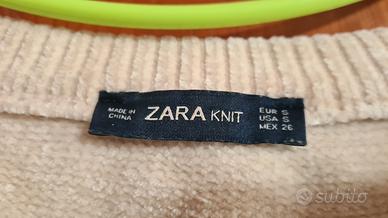 MADE IN
CHINA
ZARA KNIT
EUR S
USA S
MEX 26
subito